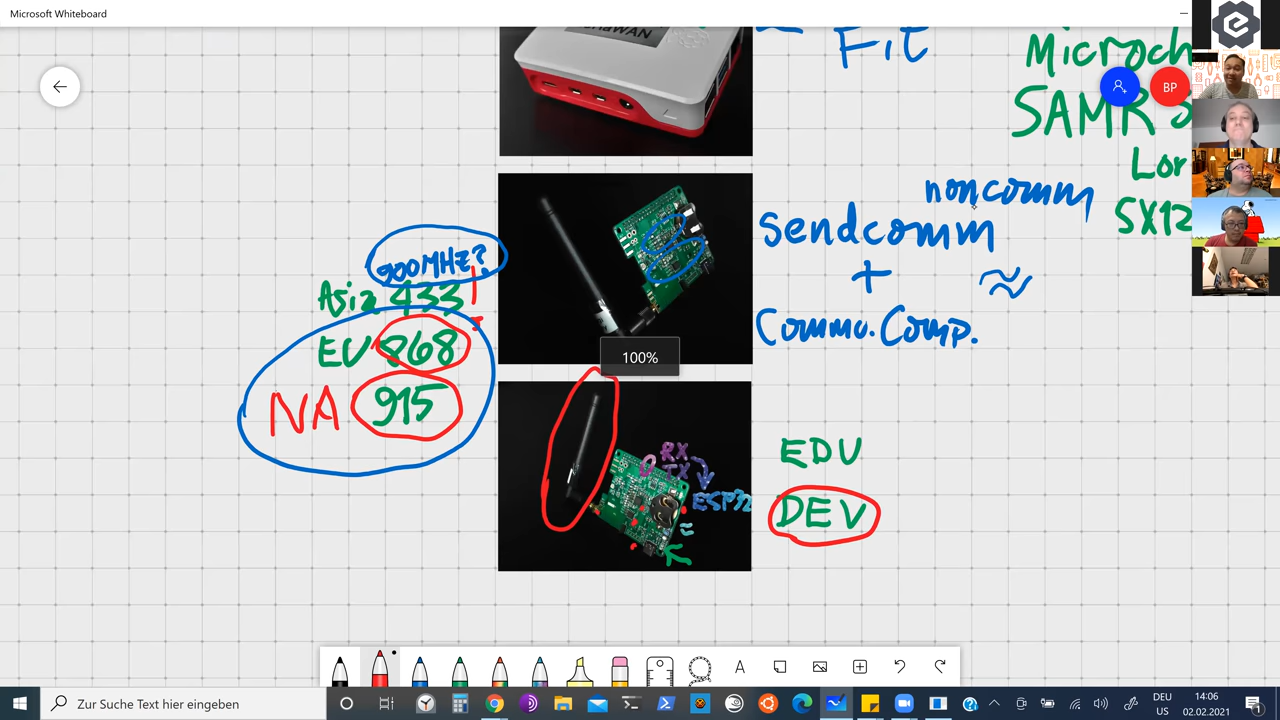 Microsoft Whiteboard
Fit
Microch
SAMR
Lor
SX12
BP
noncomm
sendcomm
+
≈
Commo.Comp.
900MHz?
Asia 433
EU 868
NA 915
100%
RX
TX
ESP32
EDU
DEV
A
Zur Suche Text hier eingeben
DEU
US
14:06
02.02.2021